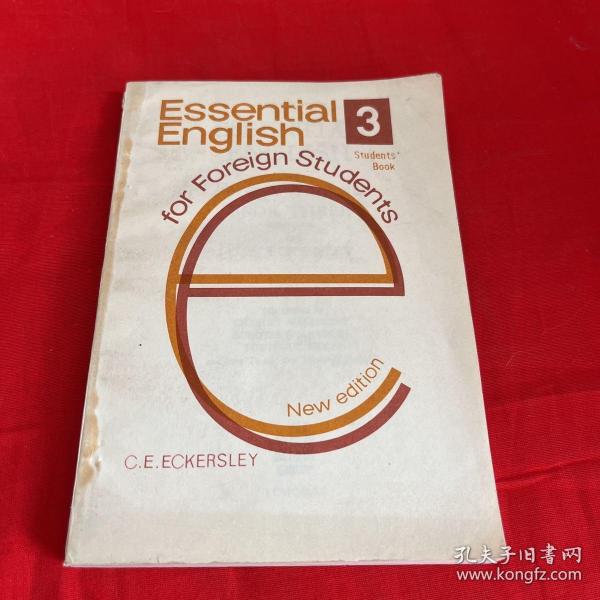 Essential
English
3
Students'
Book
for Foreign Students
New edition
C.E.ECKERSLEY
孔夫子旧书网
www.kongfz.com